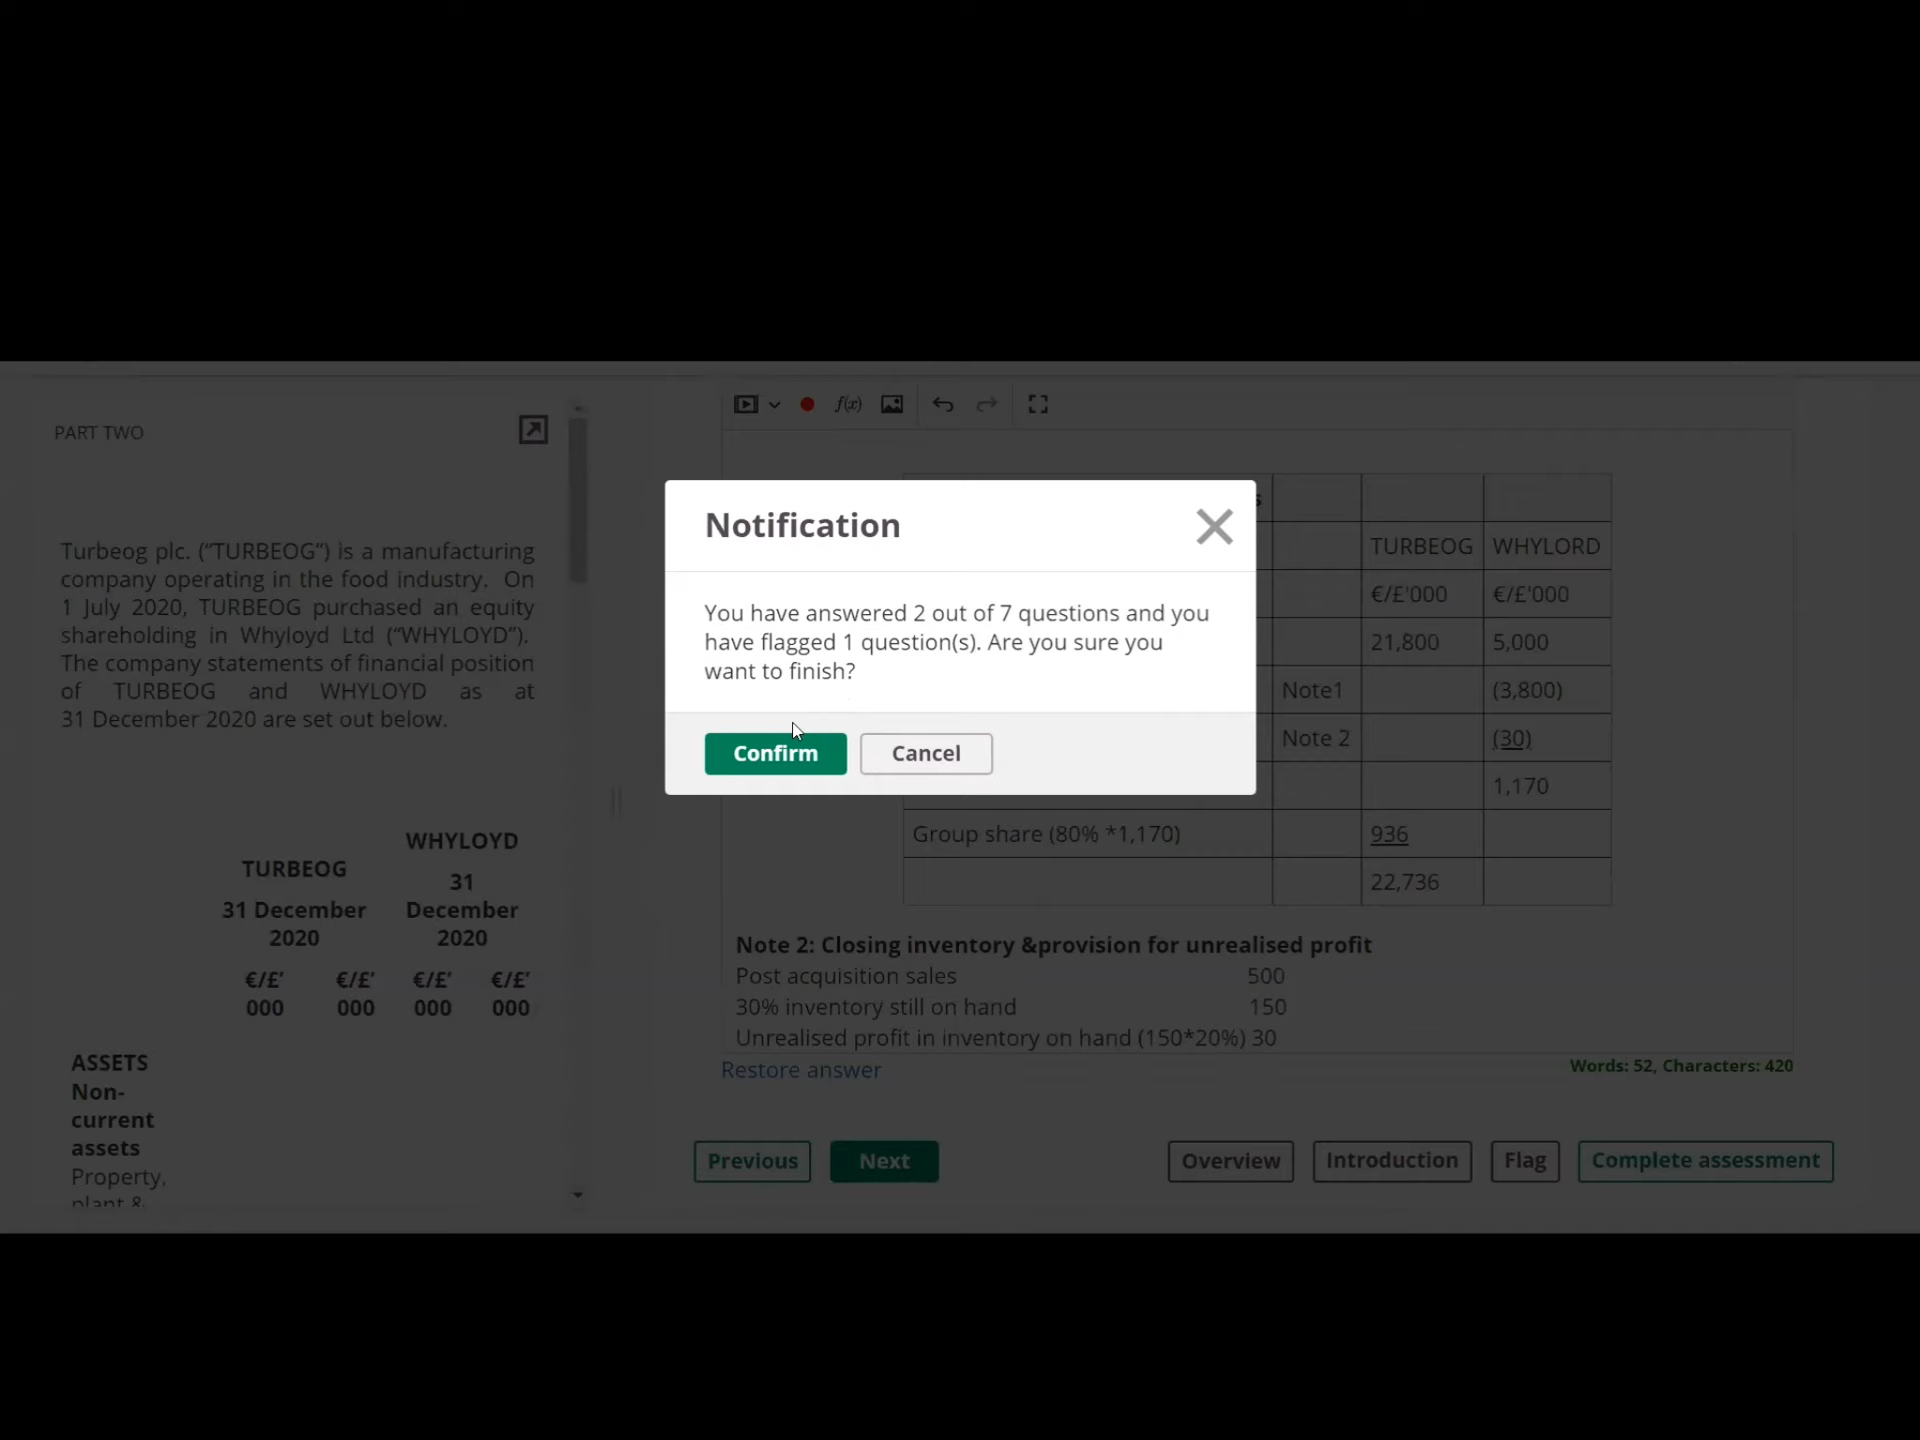 PART TWO
Turbeog plc. (“TURBEOG”) is a manufacturing
company operating in the food industry. On
1 July 2020, TURBEOG purchased an equity
shareholding in Whyloyd Ltd (“WHYLOYD”).
The company statements of financial position
of TURBEOG and WHYLOYD as at
31 December 2020 are set out below.
TURBEOG
31 December
2020
WHYLOYD
31
December
2020
€/£’ €/£’ €/£’ €/£’
000 000 000 000
ASSETS
Non-
current
assets
Property,
plant &
f(x)
Notification
You have answered 2 out of 7 questions and you
have flagged 1 question(s). Are you sure you
want to finish?
Confirm Cancel
TURBEOG WHYLORD
€/£'000 €/£'000
21,800 5,000
Note1 (3,800)
Note 2 (30)
1,170
Group share (80% *1,170) 936
22,736
Note 2: Closing inventory &provision for unrealised profit
Post acquisition sales 500
30% inventory still on hand 150
Unrealised profit in inventory on hand (150*20%) 30
Restore answer
Words: 52, Characters: 420
Previous Next Overview Introduction Flag Complete assessment